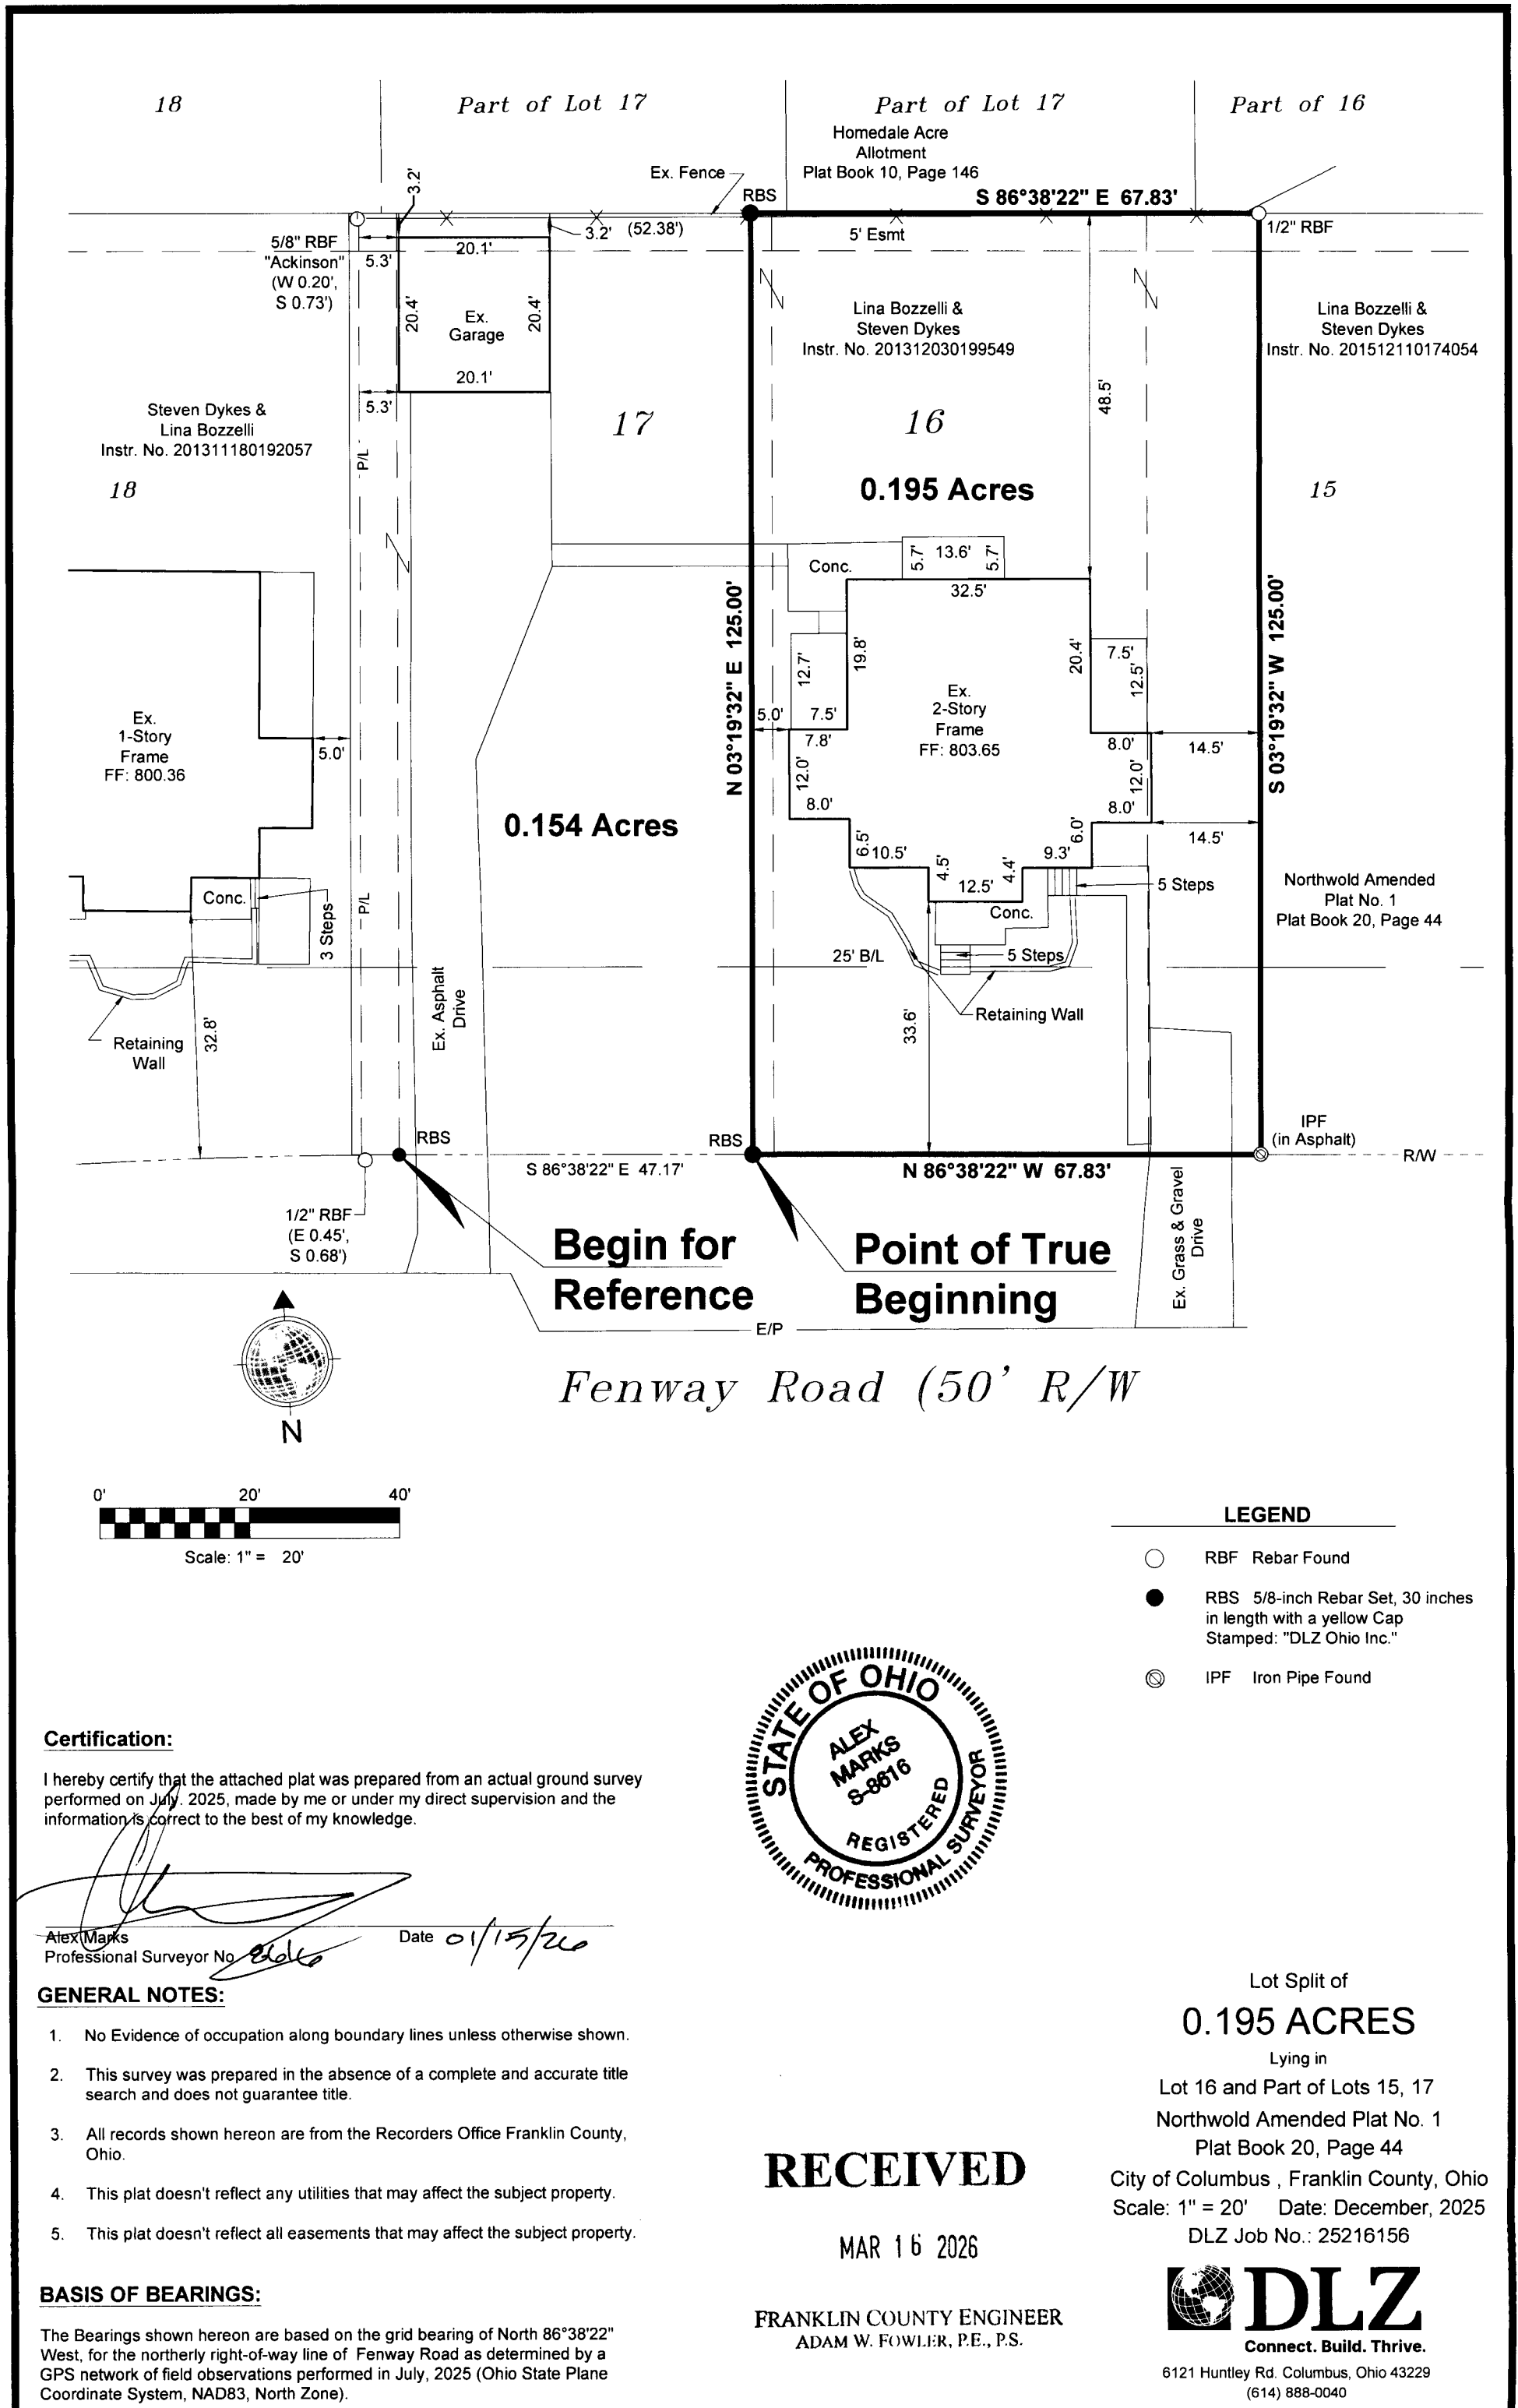 18
Part of Lot 17
Part of Lot 17
Part of 16
Homedale Acre
Allotment
Plat Book 10, Page 146
Ex. Fence
RBS
S 86°38'22" E 67.83'
3.2'
3.2'
(52.38')
5' Esmt
1/2" RBF
5/8" RBF
"Ackinson"
(W 0.20',
S 0.73')
5.3'
20.1'
20.4'
Ex.
Garage
20.4'
20.1'
5.3'
Lina Bozzelli &
Steven Dykes
Instr. No. 201312030199549
Lina Bozzelli &
Steven Dykes
Instr. No. 201512110174054
48.5'
Steven Dykes &
Lina Bozzelli
Instr. No. 201311180192057
18
P/L
17
16
0.195 Acres
15
Conc.
5.7'
13.6'
5.7'
32.5'
N 03°19'32" E 125.00'
S 03°19'32" W 125.00'
12.7'
19.8'
20.4'
7.5'
12.5'
Ex.
2-Story
Frame
FF: 803.65
5.0'
7.5'
7.8'
8.0'
14.5'
12.0'
12.0'
8.0'
8.0'
14.5'
Ex.
1-Story
Frame
FF: 800.36
5.0'
0.154 Acres
6.5'
10.5'
4.5'
12.5'
4.4'
9.3'
6.0'
5 Steps
Conc.
5 Steps
25' B/L
Retaining Wall
33.6'
Northwold Amended
Plat No. 1
Plat Book 20, Page 44
Conc.
3 Steps
P/L
Retaining
Wall
32.8'
Ex. Asphalt
Drive
RBS
S 86°38'22" E 47.17'
RBS
N 86°38'22" W 67.83'
IPF
(in Asphalt)
R/W
1/2" RBF
(E 0.45',
S 0.68')
Begin for
Reference
Point of True
Beginning
Ex. Grass & Gravel
Drive
E/P
Fenway Road (50' R/W
N
0' 20' 40'
Scale: 1" = 20'
LEGEND
RBF Rebar Found
RBS 5/8-inch Rebar Set, 30 inches
in length with a yellow Cap
Stamped: "DLZ Ohio Inc."
IPF Iron Pipe Found
STATE OF OHIO
ALEX
MARKS
S-8616
REGISTERED
PROFESSIONAL SURVEYOR
Certification:
I hereby certify that the attached plat was prepared from an actual ground survey
performed on July. 2025, made by me or under my direct supervision and the
information is correct to the best of my knowledge.
Alex Marks
Date 01/15/26
Professional Surveyor No
GENERAL NOTES:
1. No Evidence of occupation along boundary lines unless otherwise shown.
2. This survey was prepared in the absence of a complete and accurate title
search and does not guarantee title.
3. All records shown hereon are from the Recorders Office Franklin County,
Ohio.
4. This plat doesn't reflect any utilities that may affect the subject property.
5. This plat doesn't reflect all easements that may affect the subject property.
BASIS OF BEARINGS:
The Bearings shown hereon are based on the grid bearing of North 86°38'22"
West, for the northerly right-of-way line of Fenway Road as determined by a
GPS network of field observations performed in July, 2025 (Ohio State Plane
Coordinate System, NAD83, North Zone).
RECEIVED
MAR 16 2026
FRANKLIN COUNTY ENGINEER
ADAM W. FOWLER, P.E., P.S.
Lot Split of
0.195 ACRES
Lying in
Lot 16 and Part of Lots 15, 17
Northwold Amended Plat No. 1
Plat Book 20, Page 44
City of Columbus , Franklin County, Ohio
Scale: 1" = 20' Date: December, 2025
DLZ Job No.: 25216156
DLZ
Connect. Build. Thrive.
6121 Huntley Rd. Columbus, Ohio 43229
(614) 888-0040